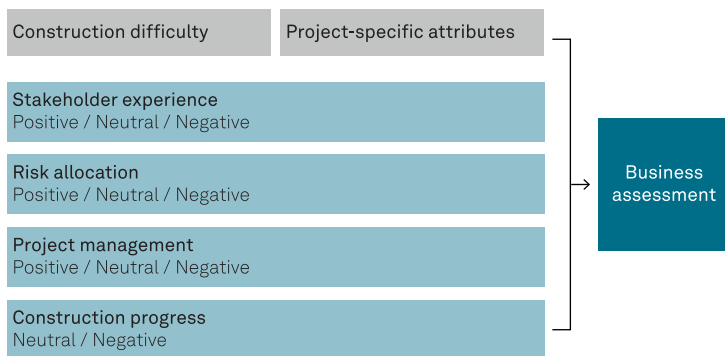 Construction difficulty
Project-specific attributes
Stakeholder experience
Positive / Neutral / Negative
Risk allocation
Positive / Neutral / Negative
Project management
Positive / Neutral / Negative
Construction progress
Neutral / Negative
Business
assessment